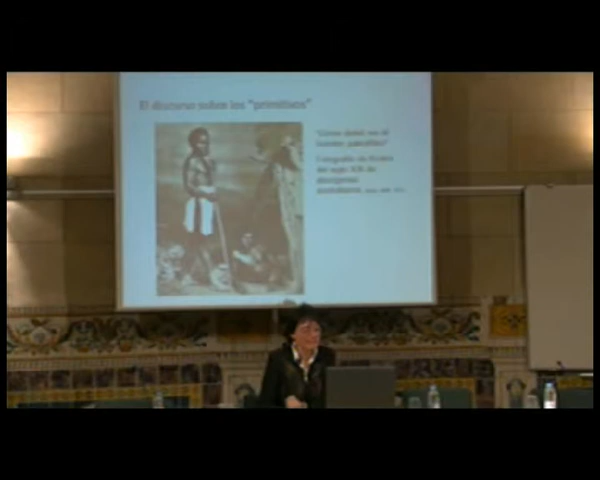 El discurso sobre los "primitivos"
"Cómo debió ser el
hombre paleolítico"
Fotografía de finales
del siglo XIX de
aborígenes
australianos